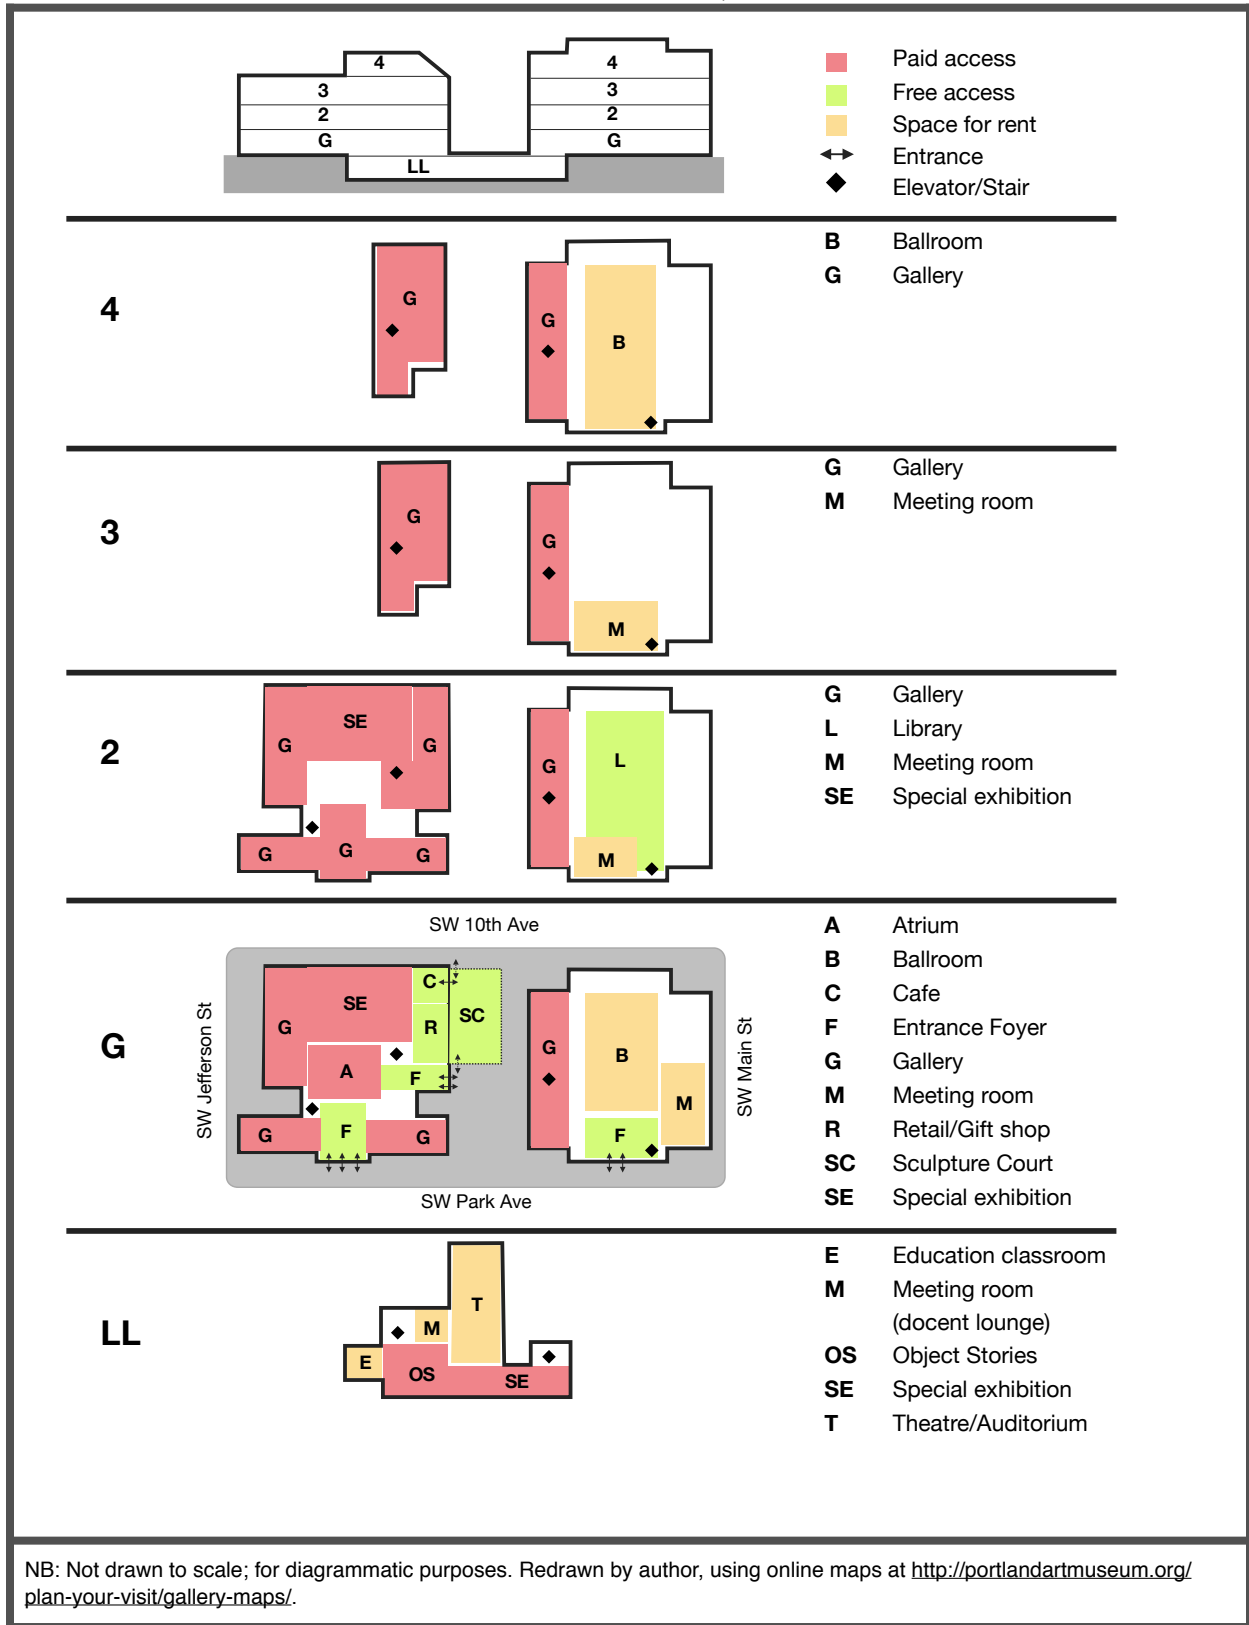 4
3
2
G
LL
4
3
2
G
Paid access
Free access
Space for rent
Entrance
Elevator/Stair
4
G
G
B
B Ballroom
G Gallery
3
G
G
M
G Gallery
M Meeting room
2
SE
G
G
G
G
G
G
L
M
G Gallery
L Library
M Meeting room
SE Special exhibition
G
SW 10th Ave
SW Jefferson St
SW Main St
SW Park Ave
C
SE
SC
G
R
A
F
G
F
G
G
B
M
F
A Atrium
B Ballroom
C Cafe
F Entrance Foyer
G Gallery
M Meeting room
R Retail/Gift shop
SC Sculpture Court
SE Special exhibition
LL
T
M
E
OS
SE
E Education classroom
M Meeting room
(docent lounge)
OS Object Stories
SE Special exhibition
T Theatre/Auditorium
NB: Not drawn to scale; for diagrammatic purposes. Redrawn by author, using online maps at http://portlandartmuseum.org/
plan-your-visit/gallery-maps/.